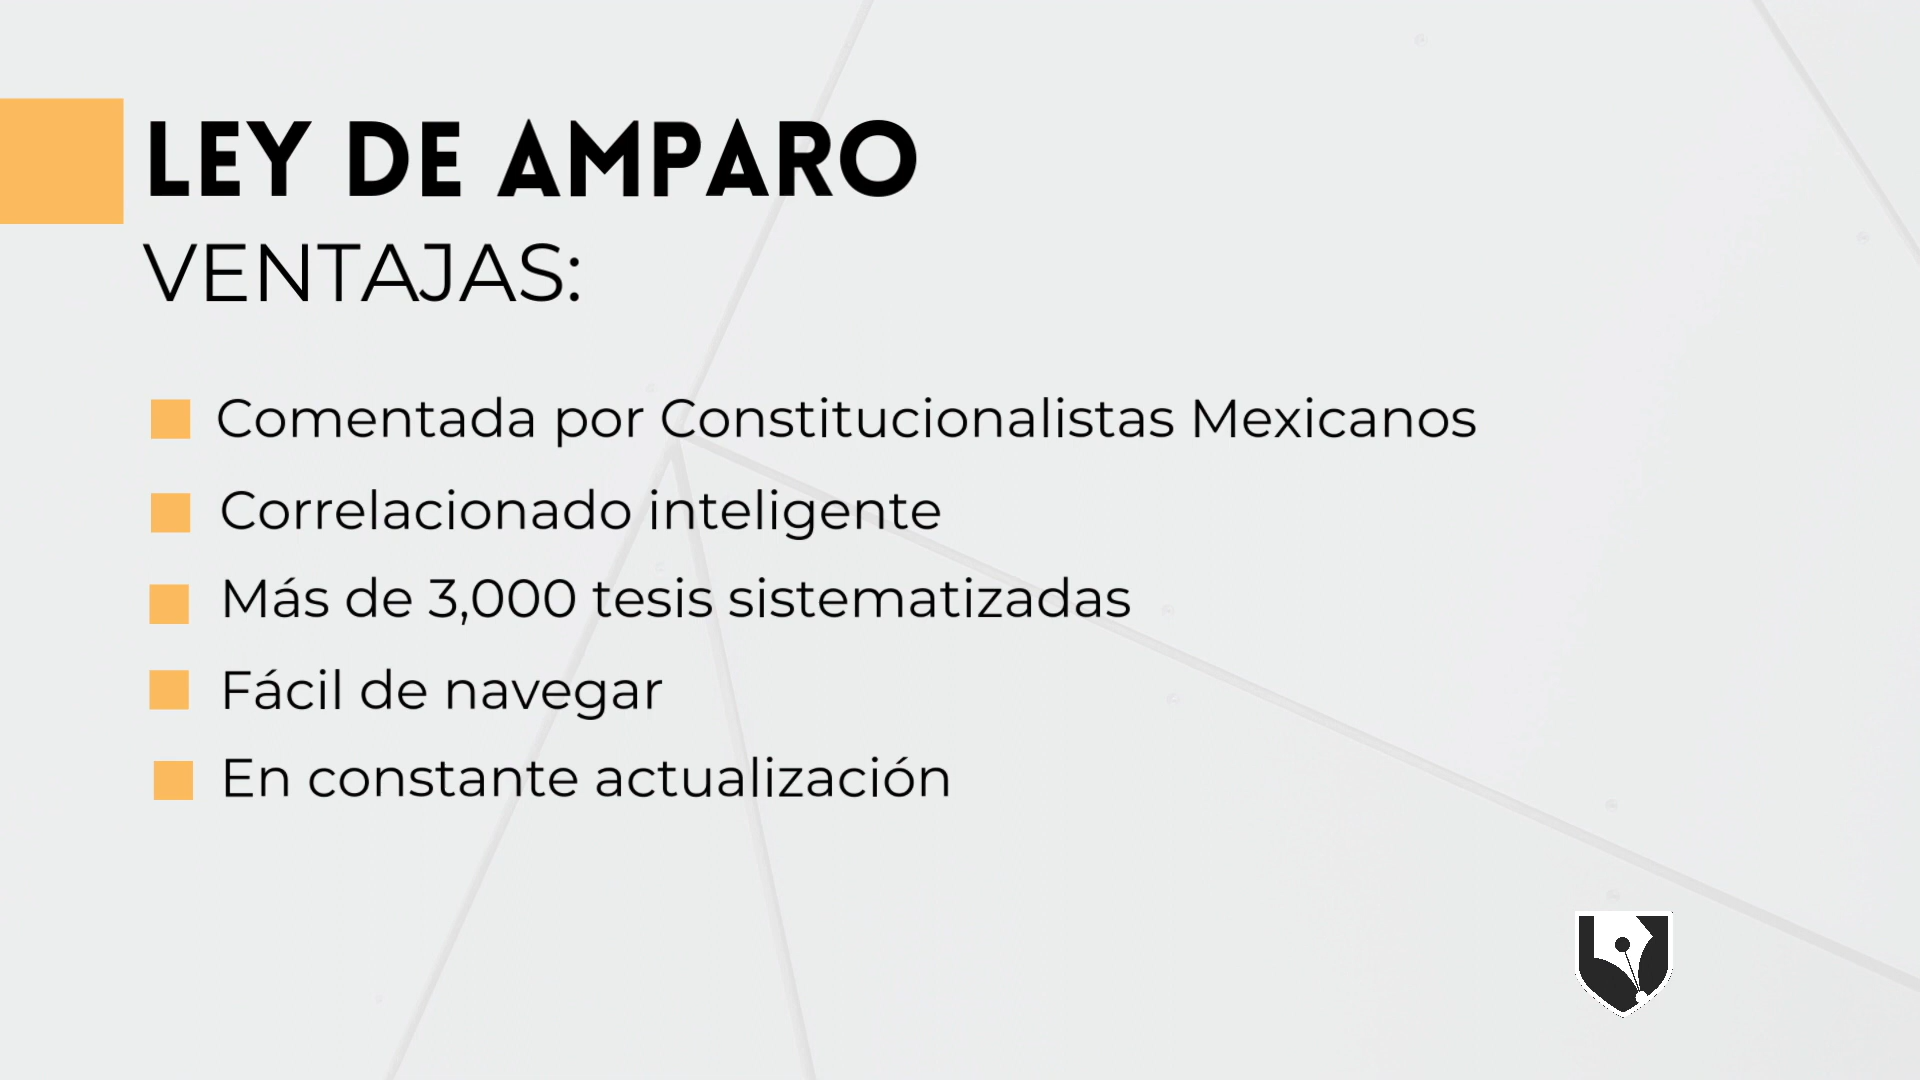 LEY DE AMPARO
VENTAJAS:
Comentada por Constitucionalistas Mexicanos
Correlacionado inteligente
Más de 3,000 tesis sistematizadas
Fácil de navegar
En constante actualización